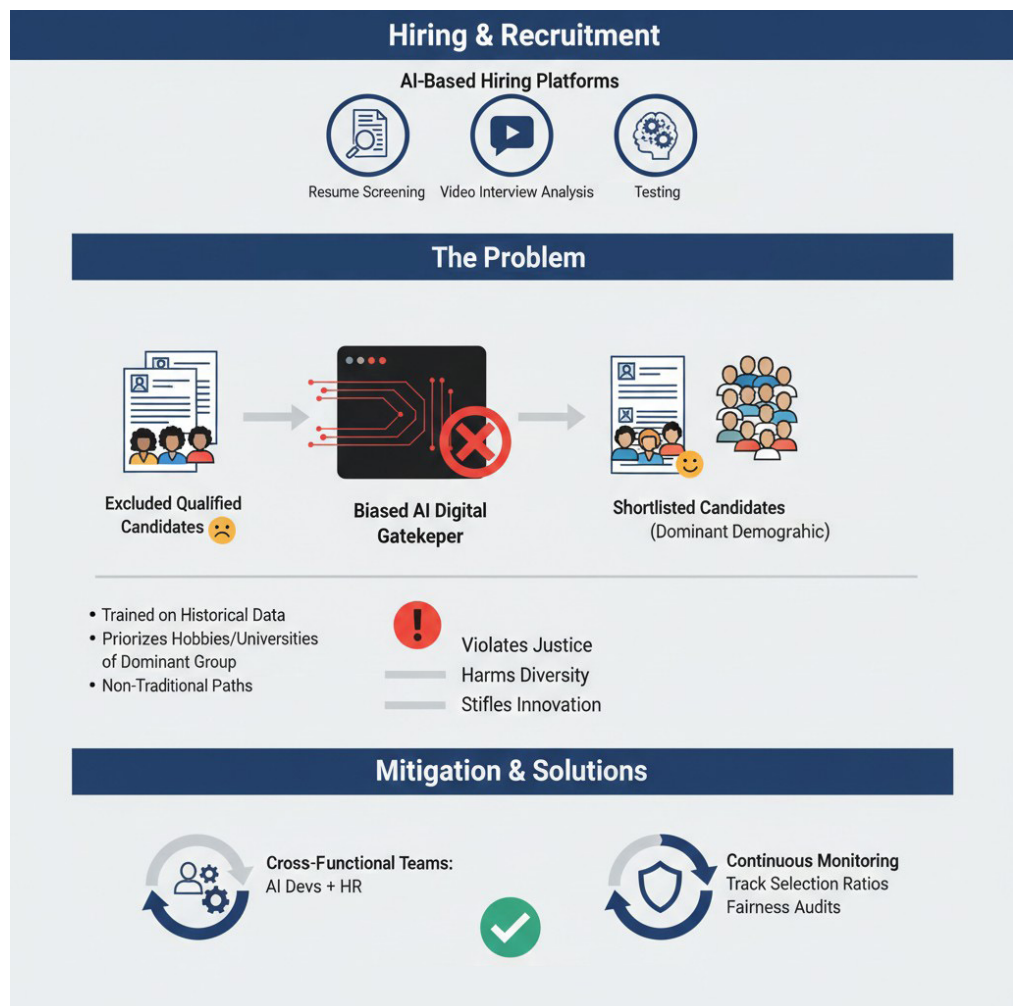 Hiring & Recruitment
AI-Based Hiring Platforms
Resume Screening
Video Interview Analysis
Testing
The Problem
Excluded Qualified
Candidates
Biased AI Digital
Gatekeper
Shortlisted Candidates
(Dominant Demograhic)
• Trained on Historical Data
• Priorizes Hobbies/Universities
of Dominant Group
• Non-Traditional Paths
!
Violates Justice
Harms Diversity
Stifles Innovation
Mitigation & Solutions
Cross-Functional Teams:
AI Devs + HR
Continuous Monitoring
Track Selection Ratios
Fairness Audits